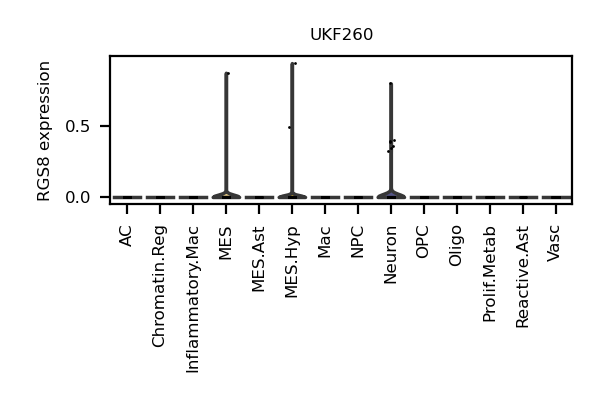 UKF260
RGS8 expression
0.5
0.0
AC
Chromatin.Reg
Inflammatory.Mac
MES
MES.Ast
MES.Hyp
Mac
NPC
Neuron
OPC
Oligo
Prolif.Metab
Reactive.Ast
Vasc